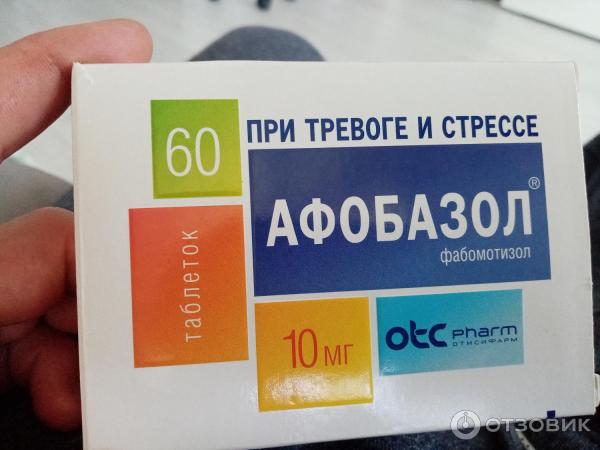 60
ПРИ ТРЕВОГЕ И СТРЕССЕ
таблеток
АФОБАЗОЛ®
фабомотизол
10 мг
otc pharm
ОТИСИФАРМ
ОТЗОВИК